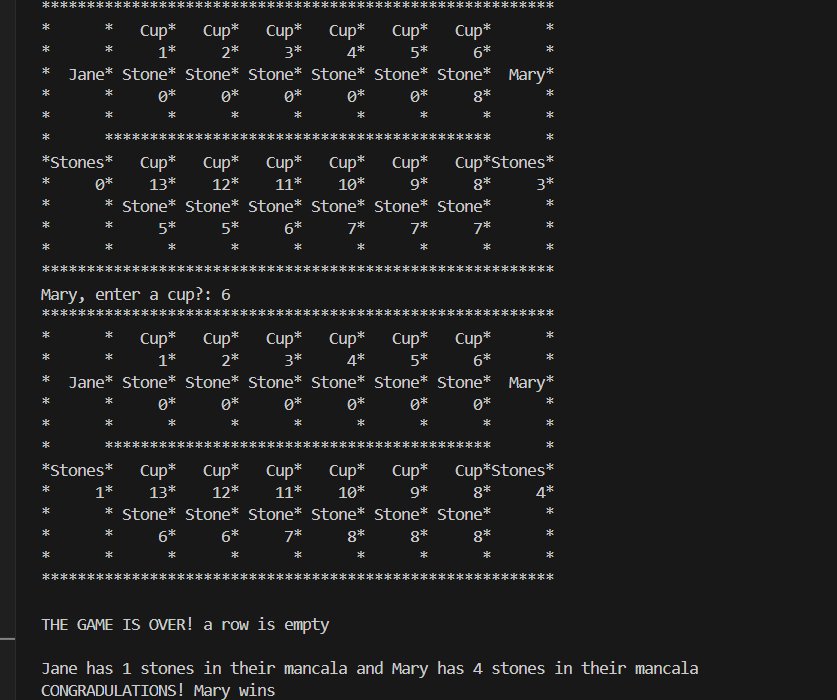 *********************************************************
*       *   Cup*   Cup*   Cup*   Cup*   Cup*   Cup*      *
*       *     1*     2*     3*     4*     5*     6*      *
*  Jane* Stone* Stone* Stone* Stone* Stone* Stone*  Mary*
*       *     0*     0*     0*     0*     0*     8*      *
*       *      *      *      *      *      *      *      *
*       *******************************************      *
*Stones*   Cup*   Cup*   Cup*   Cup*   Cup*   Cup*Stones*
*      0*    13*    12*    11*    10*     9*     8*     3*
*       * Stone* Stone* Stone* Stone* Stone* Stone*      *
*       *     5*     5*     6*     7*     7*     7*      *
*       *      *      *      *      *      *      *      *
*********************************************************
Mary, enter a cup?: 6
*********************************************************
*       *   Cup*   Cup*   Cup*   Cup*   Cup*   Cup*      *
*       *     1*     2*     3*     4*     5*     6*      *
*  Jane* Stone* Stone* Stone* Stone* Stone* Stone*  Mary*
*       *     0*     0*     0*     0*     0*     0*      *
*       *      *      *      *      *      *      *      *
*       *******************************************      *
*Stones*   Cup*   Cup*   Cup*   Cup*   Cup*   Cup*Stones*
*      1*    13*    12*    11*    10*     9*     8*     4*
*       * Stone* Stone* Stone* Stone* Stone* Stone*      *
*       *     6*     6*     7*     8*     8*     8*      *
*       *      *      *      *      *      *      *      *
*********************************************************
THE GAME IS OVER! a row is empty
Jane has 1 stones in their mancala and Mary has 4 stones in their mancala
CONGRADULATIONS! Mary wins